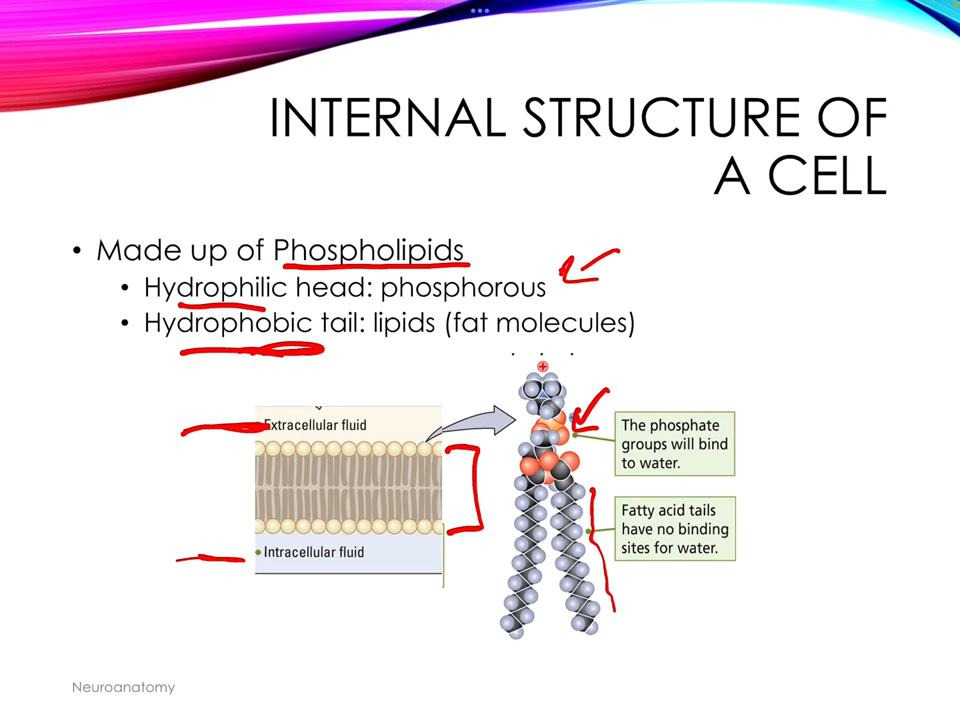 INTERNAL STRUCTURE OF
A CELL
• Made up of Phospholipids
• Hydrophilic head: phosphorous
• Hydrophobic tail: lipids (fat molecules)
Extracellular fluid
Intracellular fluid
+
The phosphate
groups will bind
to water.
Fatty acid tails
have no binding
sites for water.
Neuroanatomy